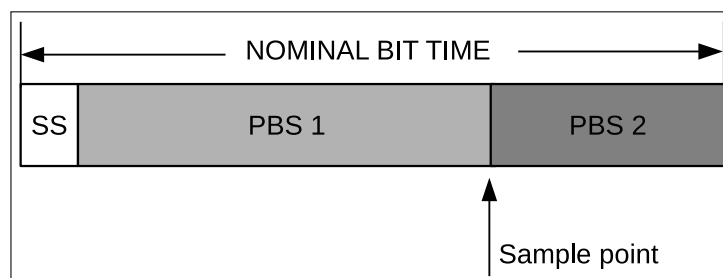 NOMINAL BIT TIME
SS
PBS 1
PBS 2
Sample point